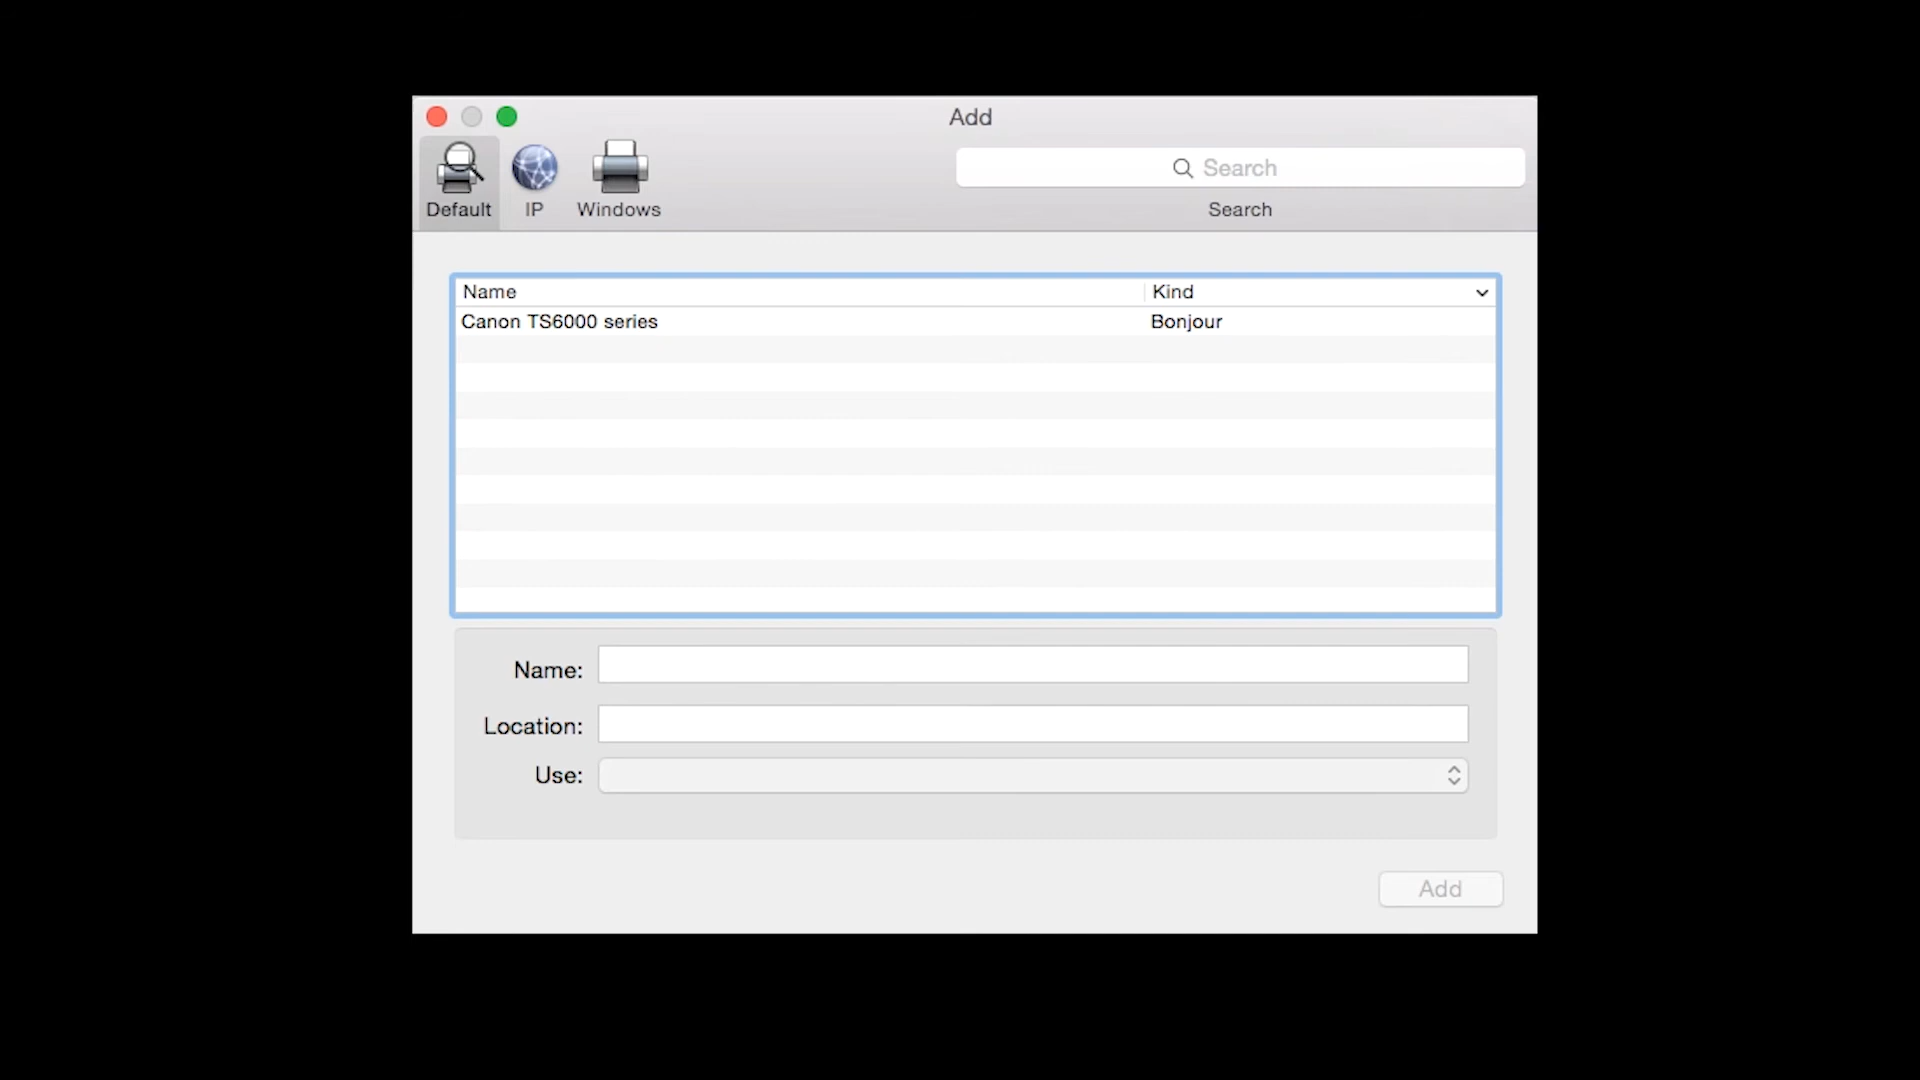 Add
Default IP Windows
Search
Search
Name Kind
Canon TS6000 series Bonjour
Name:
Location:
Use:
Add